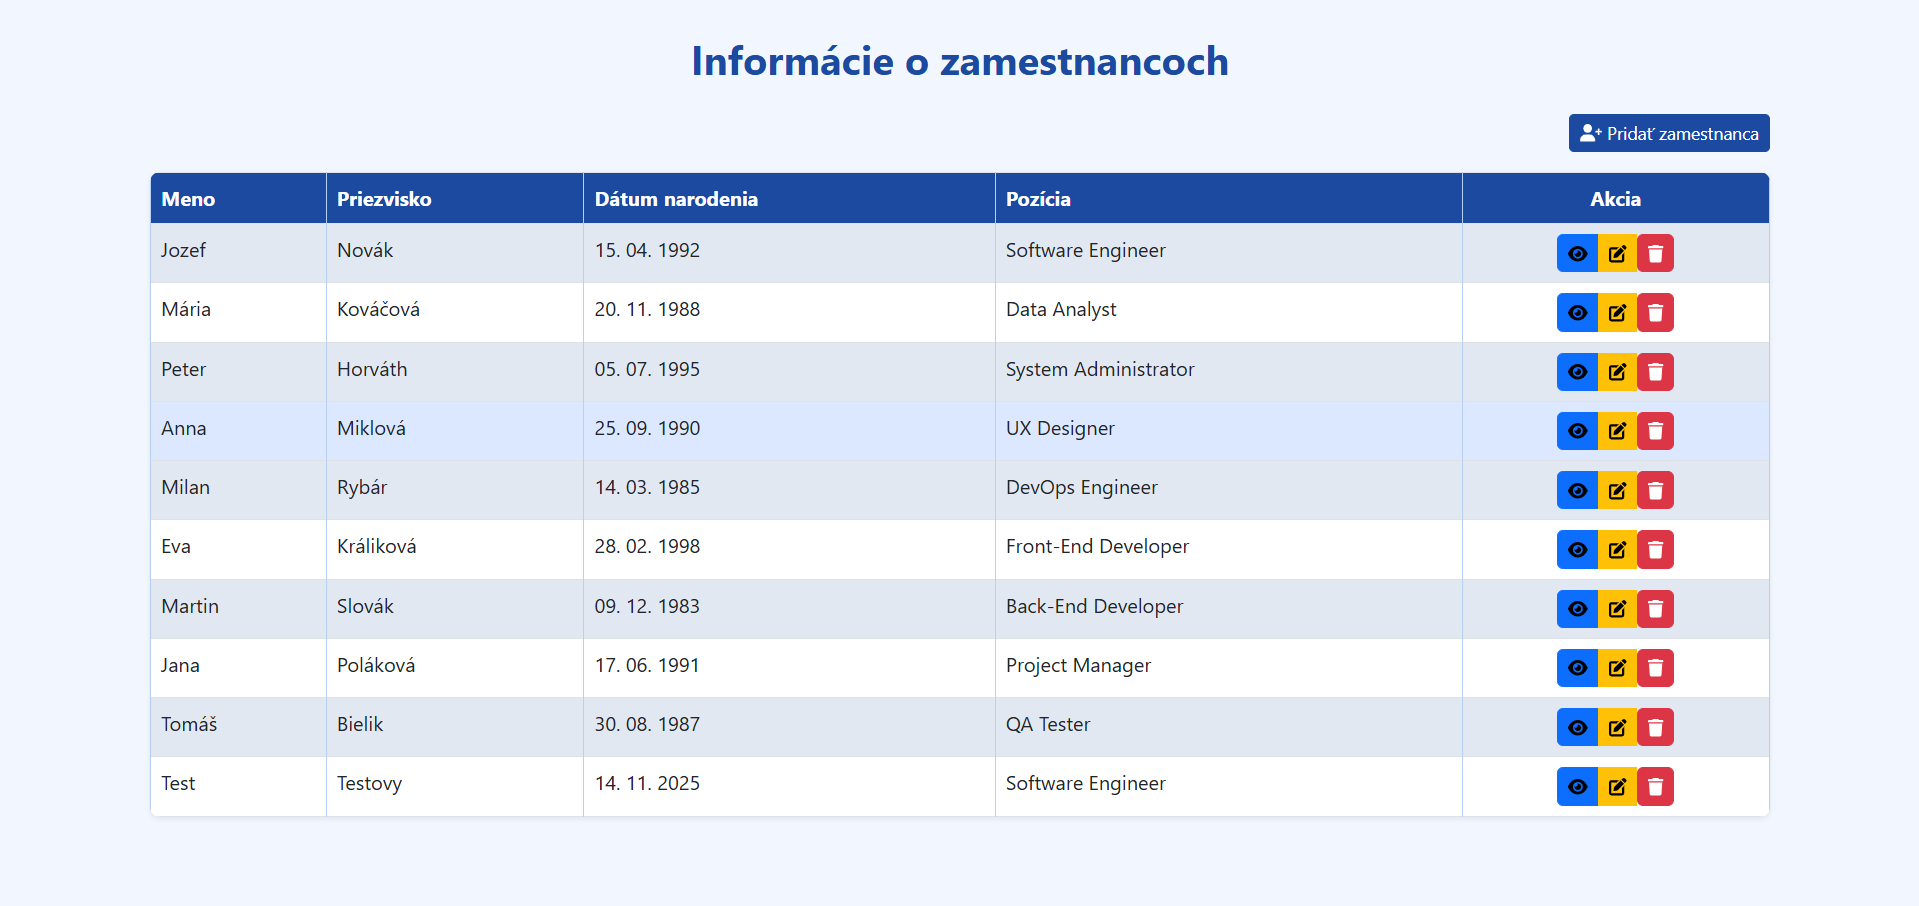 Informácie o zamestnancoch
Pridať zamestnanca
Meno Priezvisko Dátum narodenia Pozícia Akcia
Jozef Novák 15. 04. 1992 Software Engineer
Mária Kováčová 20. 11. 1988 Data Analyst
Peter Horváth 05. 07. 1995 System Administrator
Anna Miklová 25. 09. 1990 UX Designer
Milan Rybár 14. 03. 1985 DevOps Engineer
Eva Králiková 28. 02. 1998 Front-End Developer
Martin Slovák 09. 12. 1983 Back-End Developer
Jana Poláková 17. 06. 1991 Project Manager
Tomáš Bielik 30. 08. 1987 QA Tester
Test Testovy 14. 11. 2025 Software Engineer